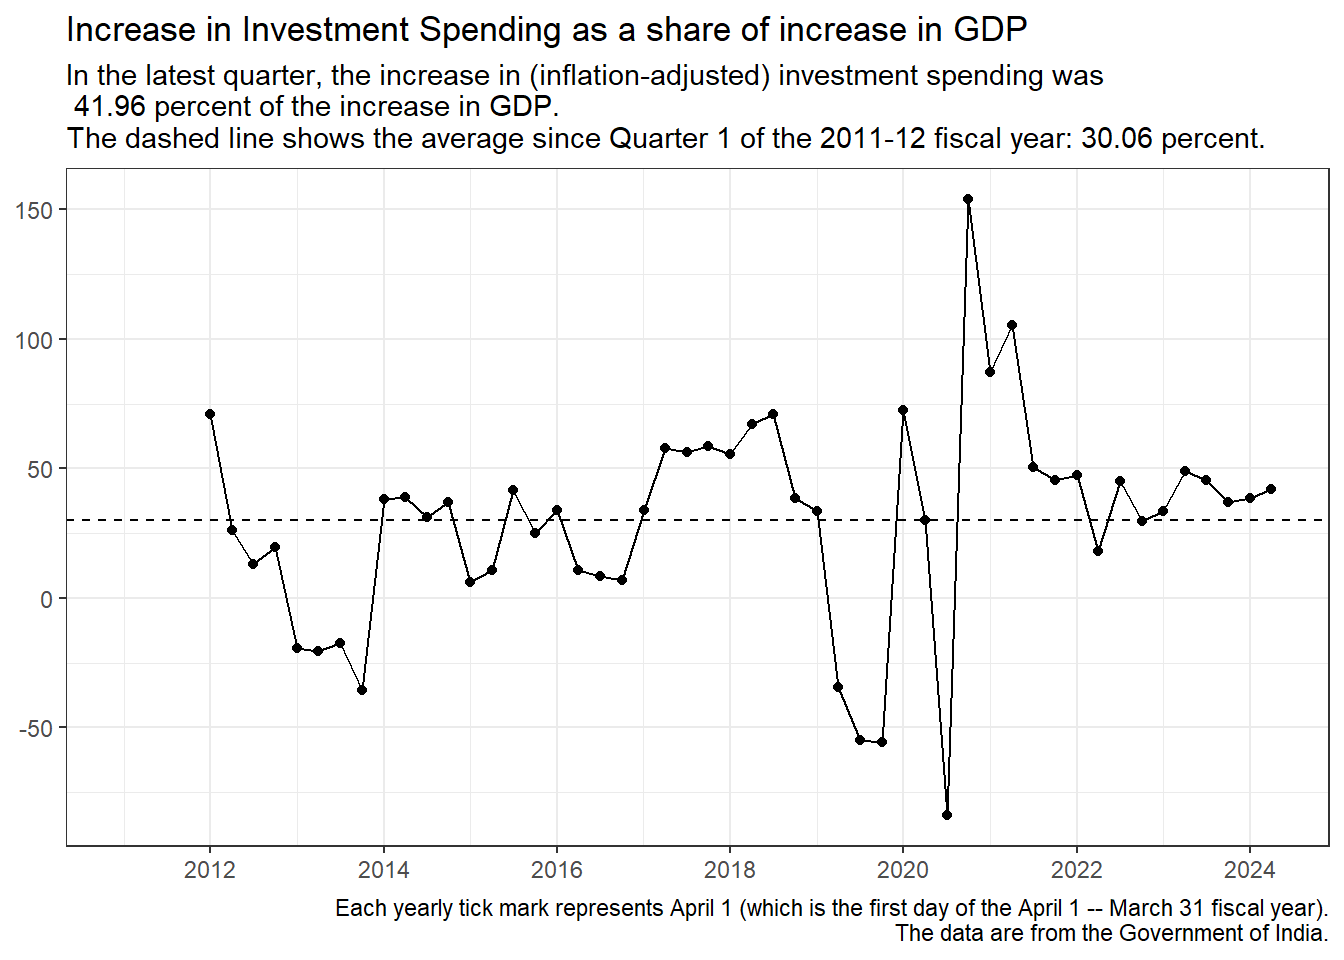 Increase in Investment Spending as a share of increase in GDP
In the latest quarter, the increase in (inflation-adjusted) investment spending was
41.96 percent of the increase in GDP.
The dashed line shows the average since Quarter 1 of the 2011-12 fiscal year: 30.06 percent.
150
100
50
0
-50
2012 2014 2016 2018 2020 2022 2024
Each yearly tick mark represents April 1 (which is the first day of the April 1 -- March 31 fiscal year).
The data are from the Government of India.